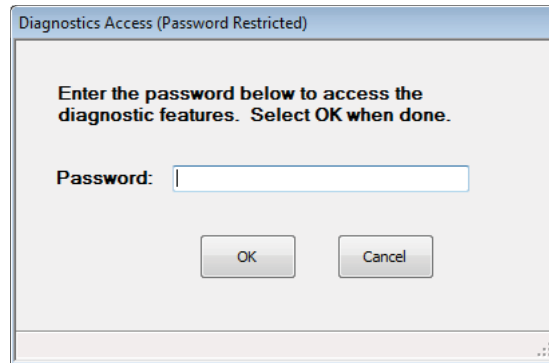 Diagnostics Access (Password Restricted)
Enter the password below to access the
diagnostic features.  Select OK when done.
Password:
OK
Cancel